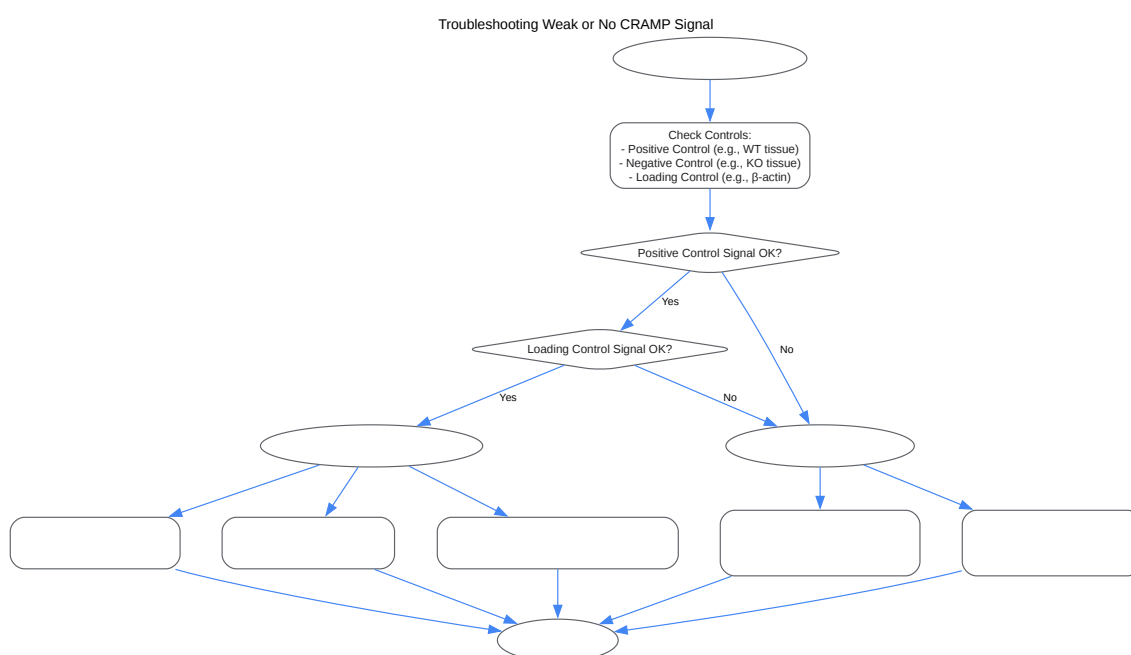 Troubleshooting Weak or No CRAMP Signal
Check Controls:
- Positive Control (e.g., WT tissue)
- Negative Control (e.g., KO tissue)
- Loading Control (e.g., β-actin)
Positive Control Signal OK?
Yes
Loading Control Signal OK?
No
Yes
No